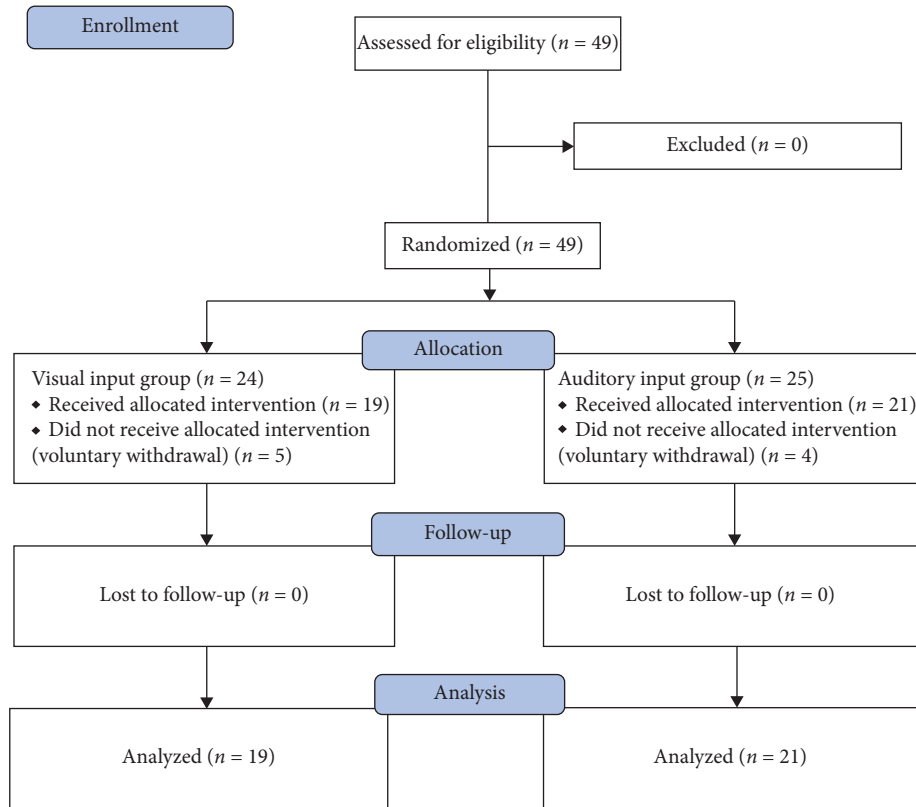 Enrollment
Assessed for eligibility (n = 49)
Excluded (n = 0)
Randomized (n = 49)
Allocation
Visual input group (n = 24)
◆ Received allocated intervention (n = 19)
◆ Did not receive allocated intervention
(voluntary withdrawal) (n = 5)
Auditory input group (n = 25)
◆ Received allocated intervention (n = 21)
◆ Did not receive allocated intervention
(voluntary withdrawal) (n = 4)
Follow-up
Lost to follow-up (n = 0)
Lost to follow-up (n = 0)
Analysis
Analyzed (n = 19)
Analyzed (n = 21)